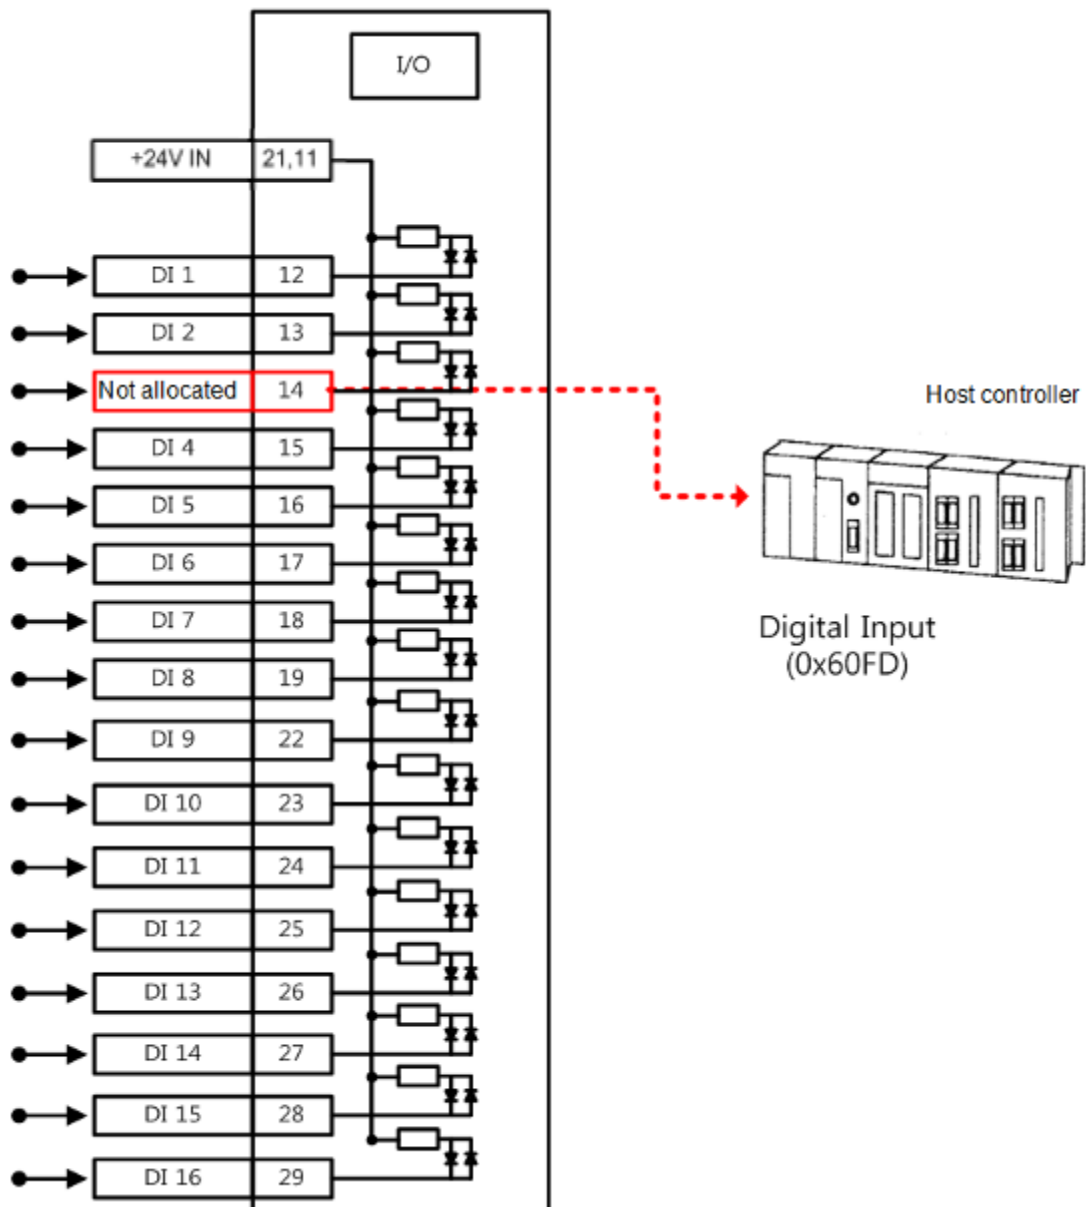 I/O
+24V IN 21,11
DI 1 12
DI 2 13
Not allocated 14
Host controller
DI 4 15
DI 5 16
DI 6 17
DI 7 18
Digital Input
(0x60FD)
DI 8 19
DI 9 22
DI 10 23
DI 11 24
DI 12 25
DI 13 26
DI 14 27
DI 15 28
DI 16 29